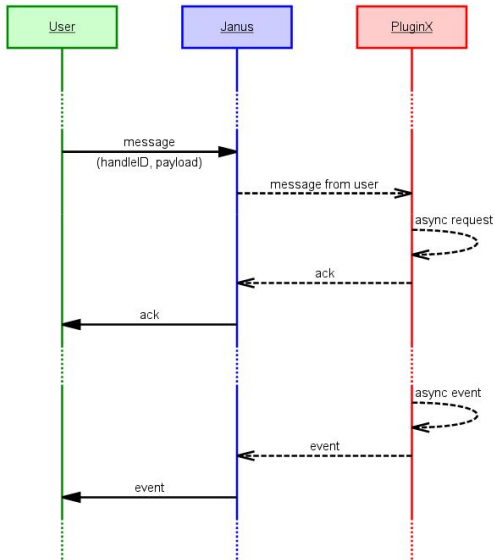 User
Janus
PluginX
message
(handleID, payload)
message from user
async request
ack
ack
async event
event
event